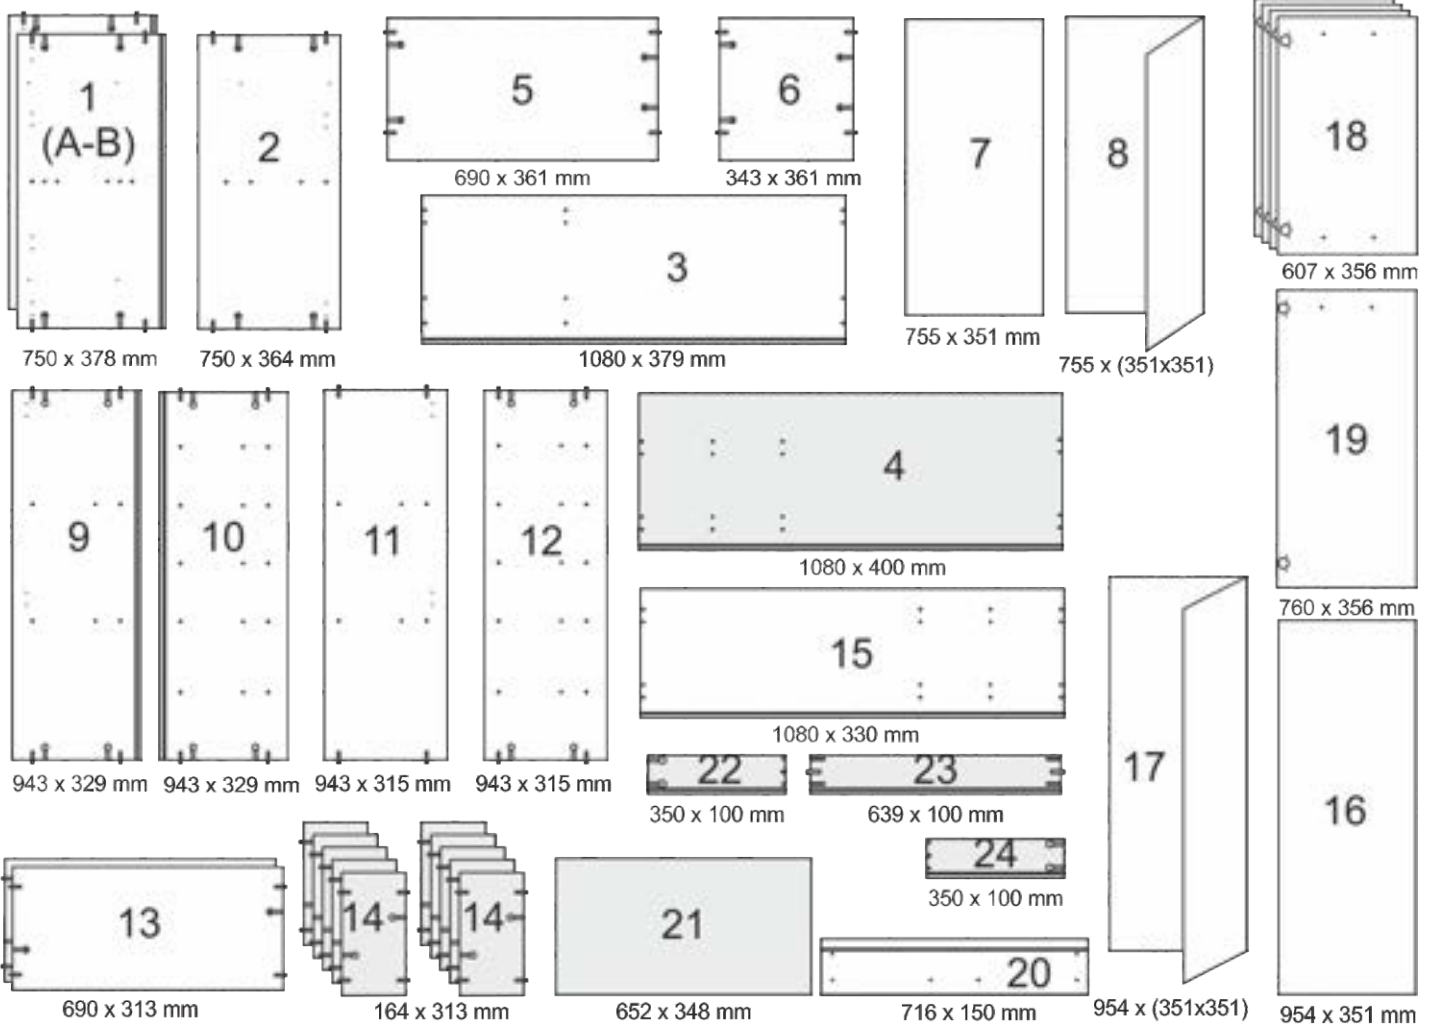 1
(A-B)
750 x 378 mm
2
750 x 364 mm
5
690 x 361 mm
6
343 x 361 mm
3
1080 x 379 mm
7
755 x 351 mm
8
755 x (351x351)
18
607 x 356 mm
9
943 x 329 mm
10
943 x 329 mm
11
943 x 315 mm
12
943 x 315 mm
4
1080 x 400 mm
19
760 x 356 mm
15
1080 x 330 mm
22
350 x 100 mm
23
639 x 100 mm
24
350 x 100 mm
17
954 x (351x351)
16
954 x 351 mm
13
690 x 313 mm
14
14
164 x 313 mm
21
652 x 348 mm
20
716 x 150 mm